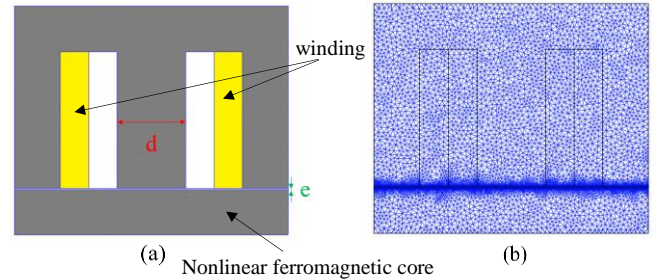 winding
d
e
(a)
(b)
Nonlinear ferromagnetic core